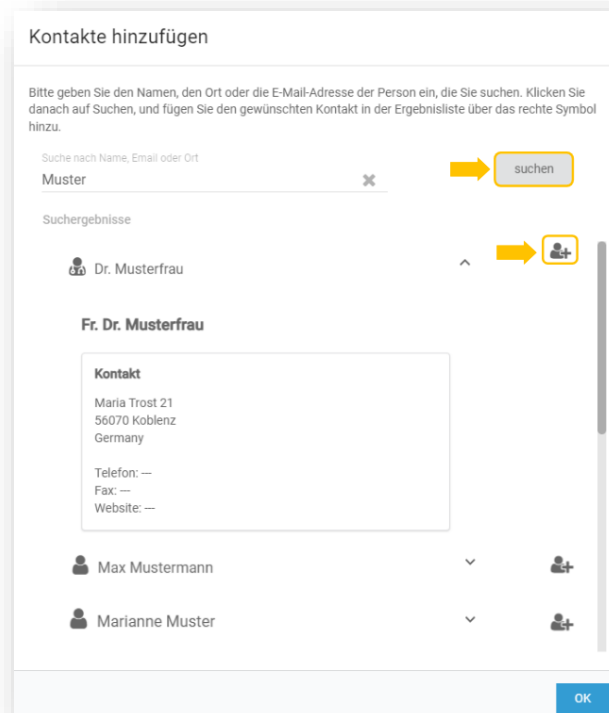 Kontakte hinzufügen
Bitte geben Sie den Namen, den Ort oder die E-Mail-Adresse der Person ein, die Sie suchen. Klicken Sie
danach auf Suchen, und fügen Sie den gewünschten Kontakt in der Ergebnisliste über das rechte Symbol
hinzu.
Suche nach Name, Email oder Ort
Muster
suchen
Suchergebnisse
Dr. Musterfrau
Fr. Dr. Musterfrau
Kontakt
Maria Trost 21
56070 Koblenz
Germany
Telefon: ---
Fax: ---
Website: ---
Max Mustermann
Marianne Muster
OK